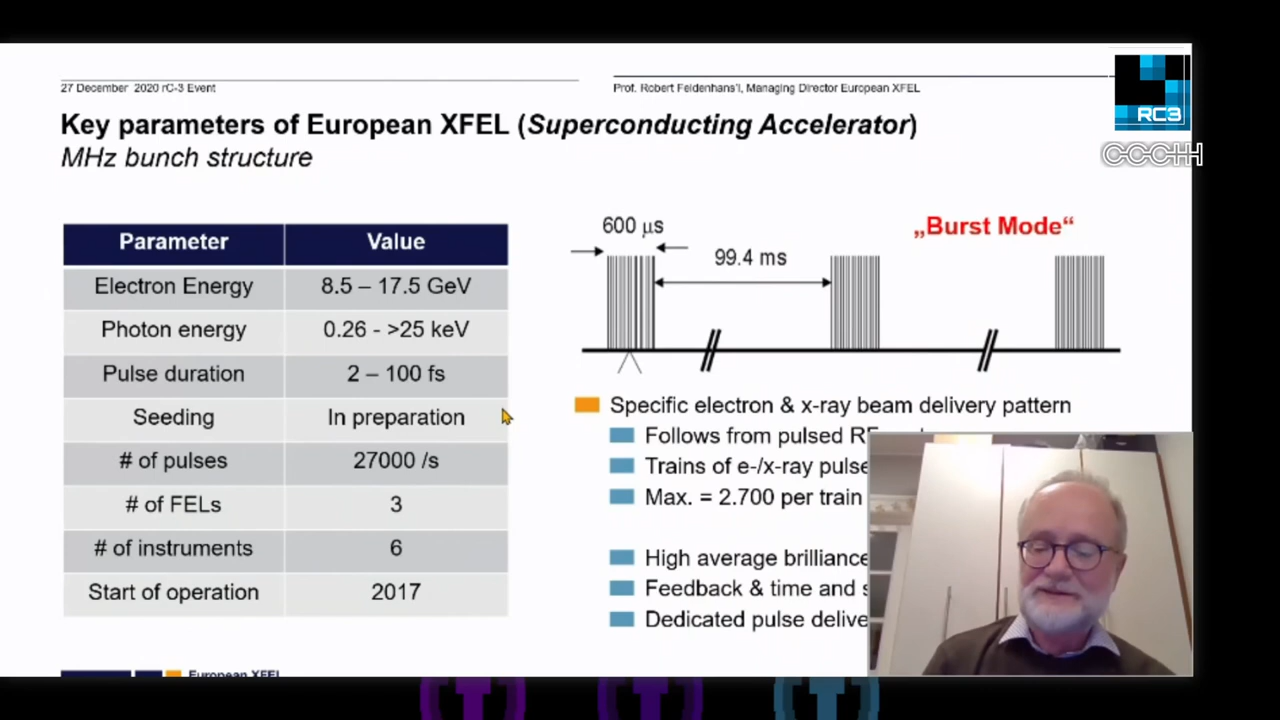 27 December 2020 rC-3 Event
Prof. Robert Feidenhans'l, Managing Director European XFEL
RC3
CCCHH
Key parameters of European XFEL (Superconducting Accelerator)
MHz bunch structure
Parameter Value
Electron Energy 8.5 – 17.5 GeV
Photon energy 0.26 - >25 keV
Pulse duration 2 – 100 fs
Seeding In preparation
# of pulses 27000 /s
# of FELs 3
# of instruments 6
Start of operation 2017
600 µs
99.4 ms
„Burst Mode“
Specific electron & x-ray beam delivery pattern
Follows from pulsed RF
Trains of e-/x-ray pulse
Max. = 2.700 per train
High average brilliance
Feedback & time and
Dedicated pulse delive
European XFEL